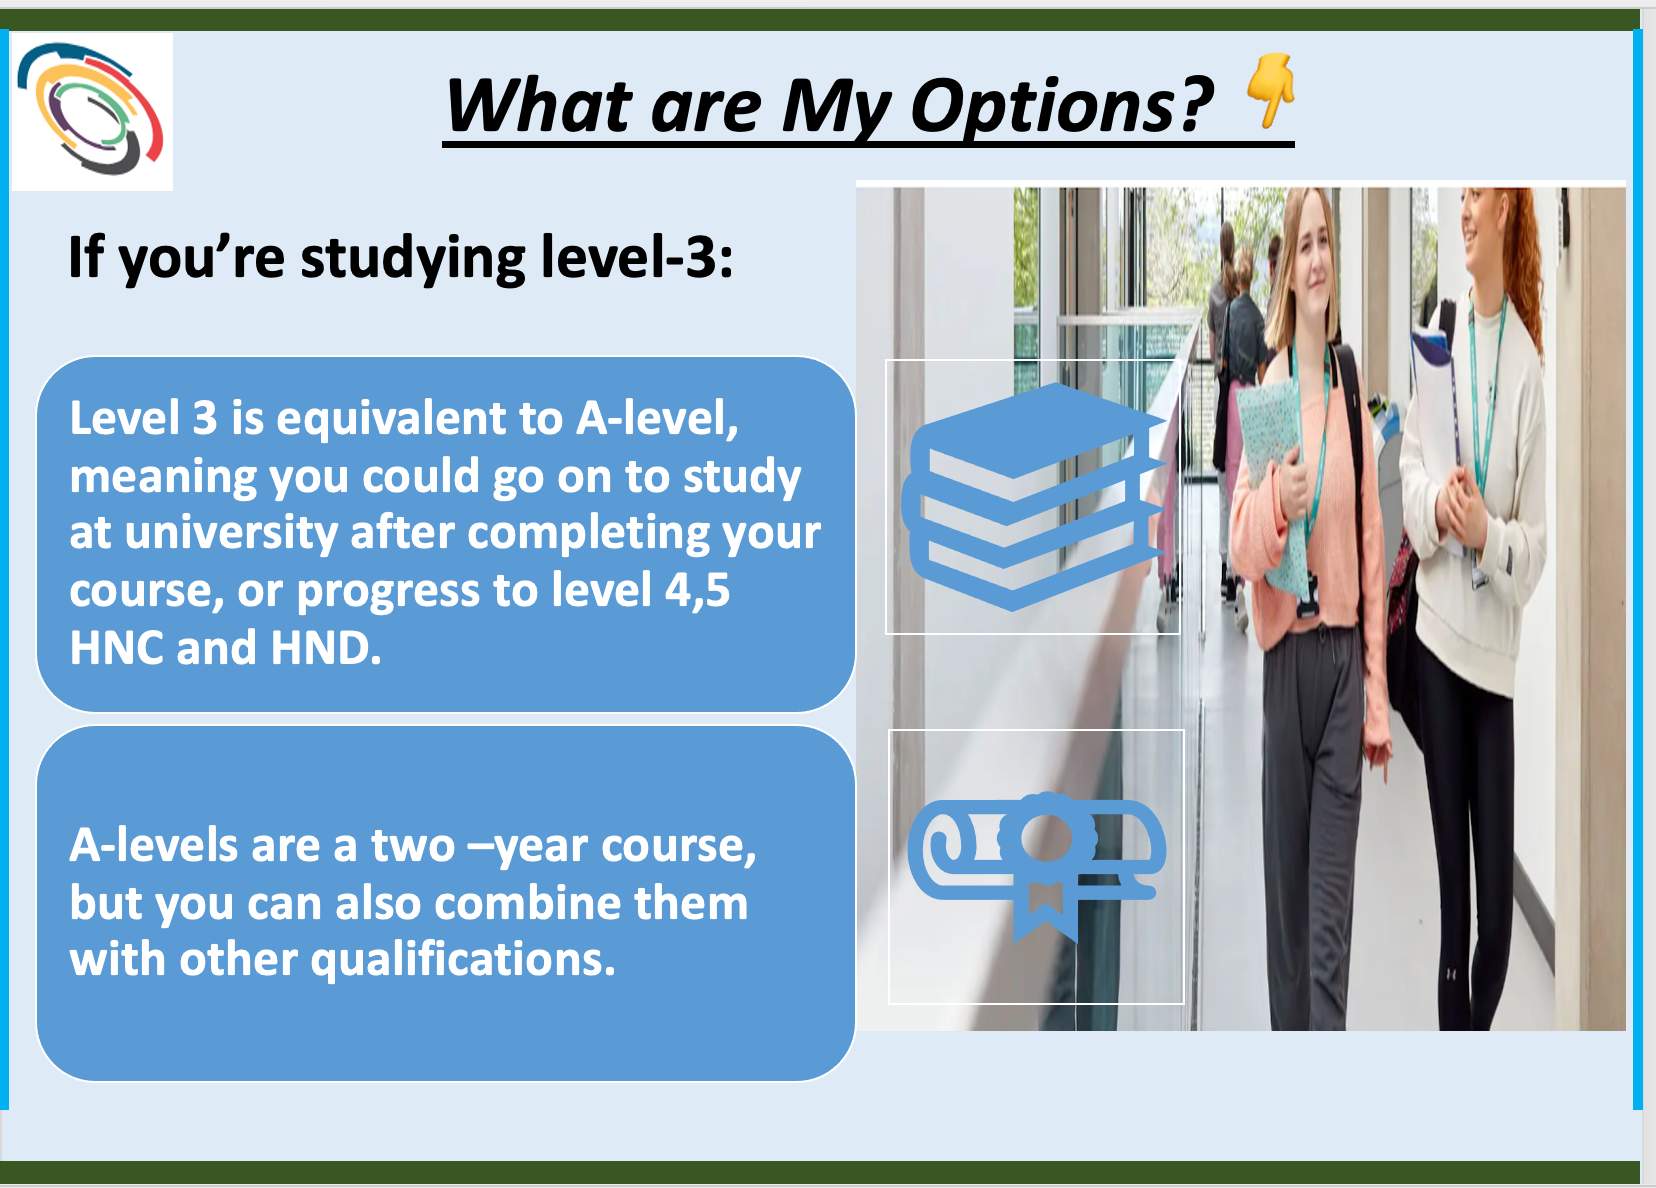 What are My Options? 👇
If you’re studying level-3:
Level 3 is equivalent to A-level,
meaning you could go on to study
at university after completing your
course, or progress to level 4,5
HNC and HND.
A-levels are a two –year course,
but you can also combine them
with other qualifications.